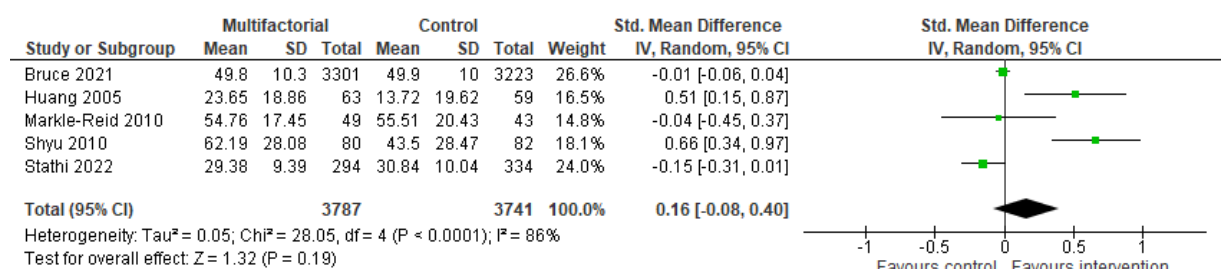 Multifactorial Control Std. Mean Difference Std. Mean Difference
Study or Subgroup Mean SD Total Mean SD Total Weight IV, Random, 95% CI IV, Random, 95% CI
Bruce 2021 49.8 10.3 3301 49.9 10 3223 26.6% -0.01 [-0.06, 0.04]
Huang 2005 23.65 18.86 63 13.72 19.62 59 16.5% 0.51 [0.15, 0.87]
Markle-Reid 2010 54.76 17.45 49 55.51 20.43 43 14.8% -0.04 [-0.45, 0.37]
Shyu 2010 62.19 28.08 80 43.5 28.47 82 18.1% 0.66 [0.34, 0.97]
Stathi 2022 29.38 9.39 294 30.84 10.04 334 24.0% -0.15 [-0.31, 0.01]
Total (95% CI) 3787 3741 100.0% 0.16 [-0.08, 0.40]
Heterogeneity: Tau² = 0.05; Chi² = 28.05, df = 4 (P < 0.0001); I² = 86%
Test for overall effect: Z = 1.32 (P = 0.19)
-1 -0.5 0 0.5 1
Favours control Favours intervention